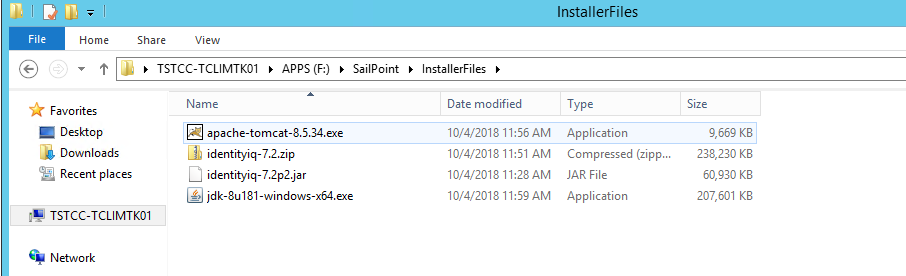 InstallerFiles
File Home Share View
TSTCC-TCLIMTK01 APPS (F:) SailPoint InstallerFiles
Favorites
Desktop
Downloads
Recent places
TSTCC-TCLIMTK01
Network
Name Date modified Type Size
apache-tomcat-8.5.34.exe 10/4/2018 11:56 AM Application 9,669 KB
identityiq-7.2.zip 10/4/2018 11:51 AM Compressed (zipp... 238,230 KB
identityiq-7.2p2.jar 10/4/2018 11:28 AM JAR File 60,930 KB
jdk-8u181-windows-x64.exe 10/4/2018 11:59 AM Application 207,601 KB